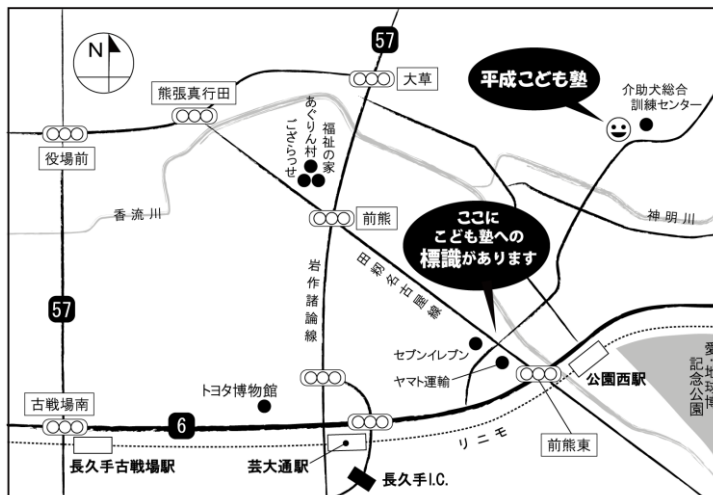 N
57
大草
平成こども塾
介助犬総合
訓練センター
熊張真行田
役場前
福祉の家
あぐりん村
ござらっせ
香流川
前熊
ここに
こども塾への
標識があります
神明川
57
岩作諸論線
田籾名古屋線
セブンイレブン
ヤマト運輸
公園西駅
愛・地球博
記念公園
トヨタ博物館
古戦場南
6
前熊東
リニモ
長久手古戦場駅
芸大通駅
長久手I.C.